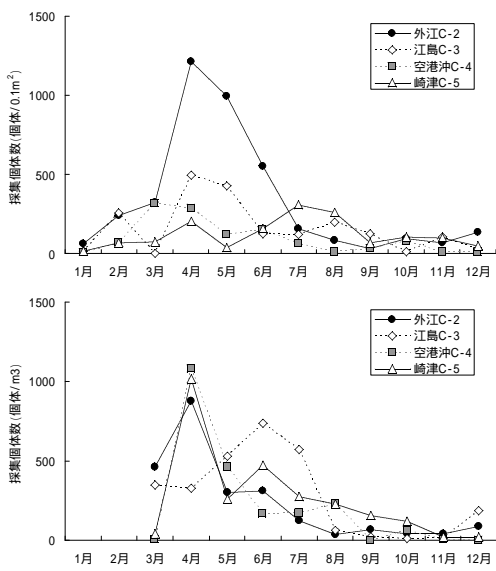 1500
1000
500
0
採集個体数(個体/0.1m²)
外江C-2
江島C-3
空港沖C-4
崎津C-5
1月 2月 3月 4月 5月 6月 7月 8月 9月 10月 11月 12月
1500
1000
500
0
採集個体数(個体/m3)
外江C-2
江島C-3
空港沖C-4
崎津C-5
1月 2月 3月 4月 5月 6月 7月 8月 9月 10月 11月 12月